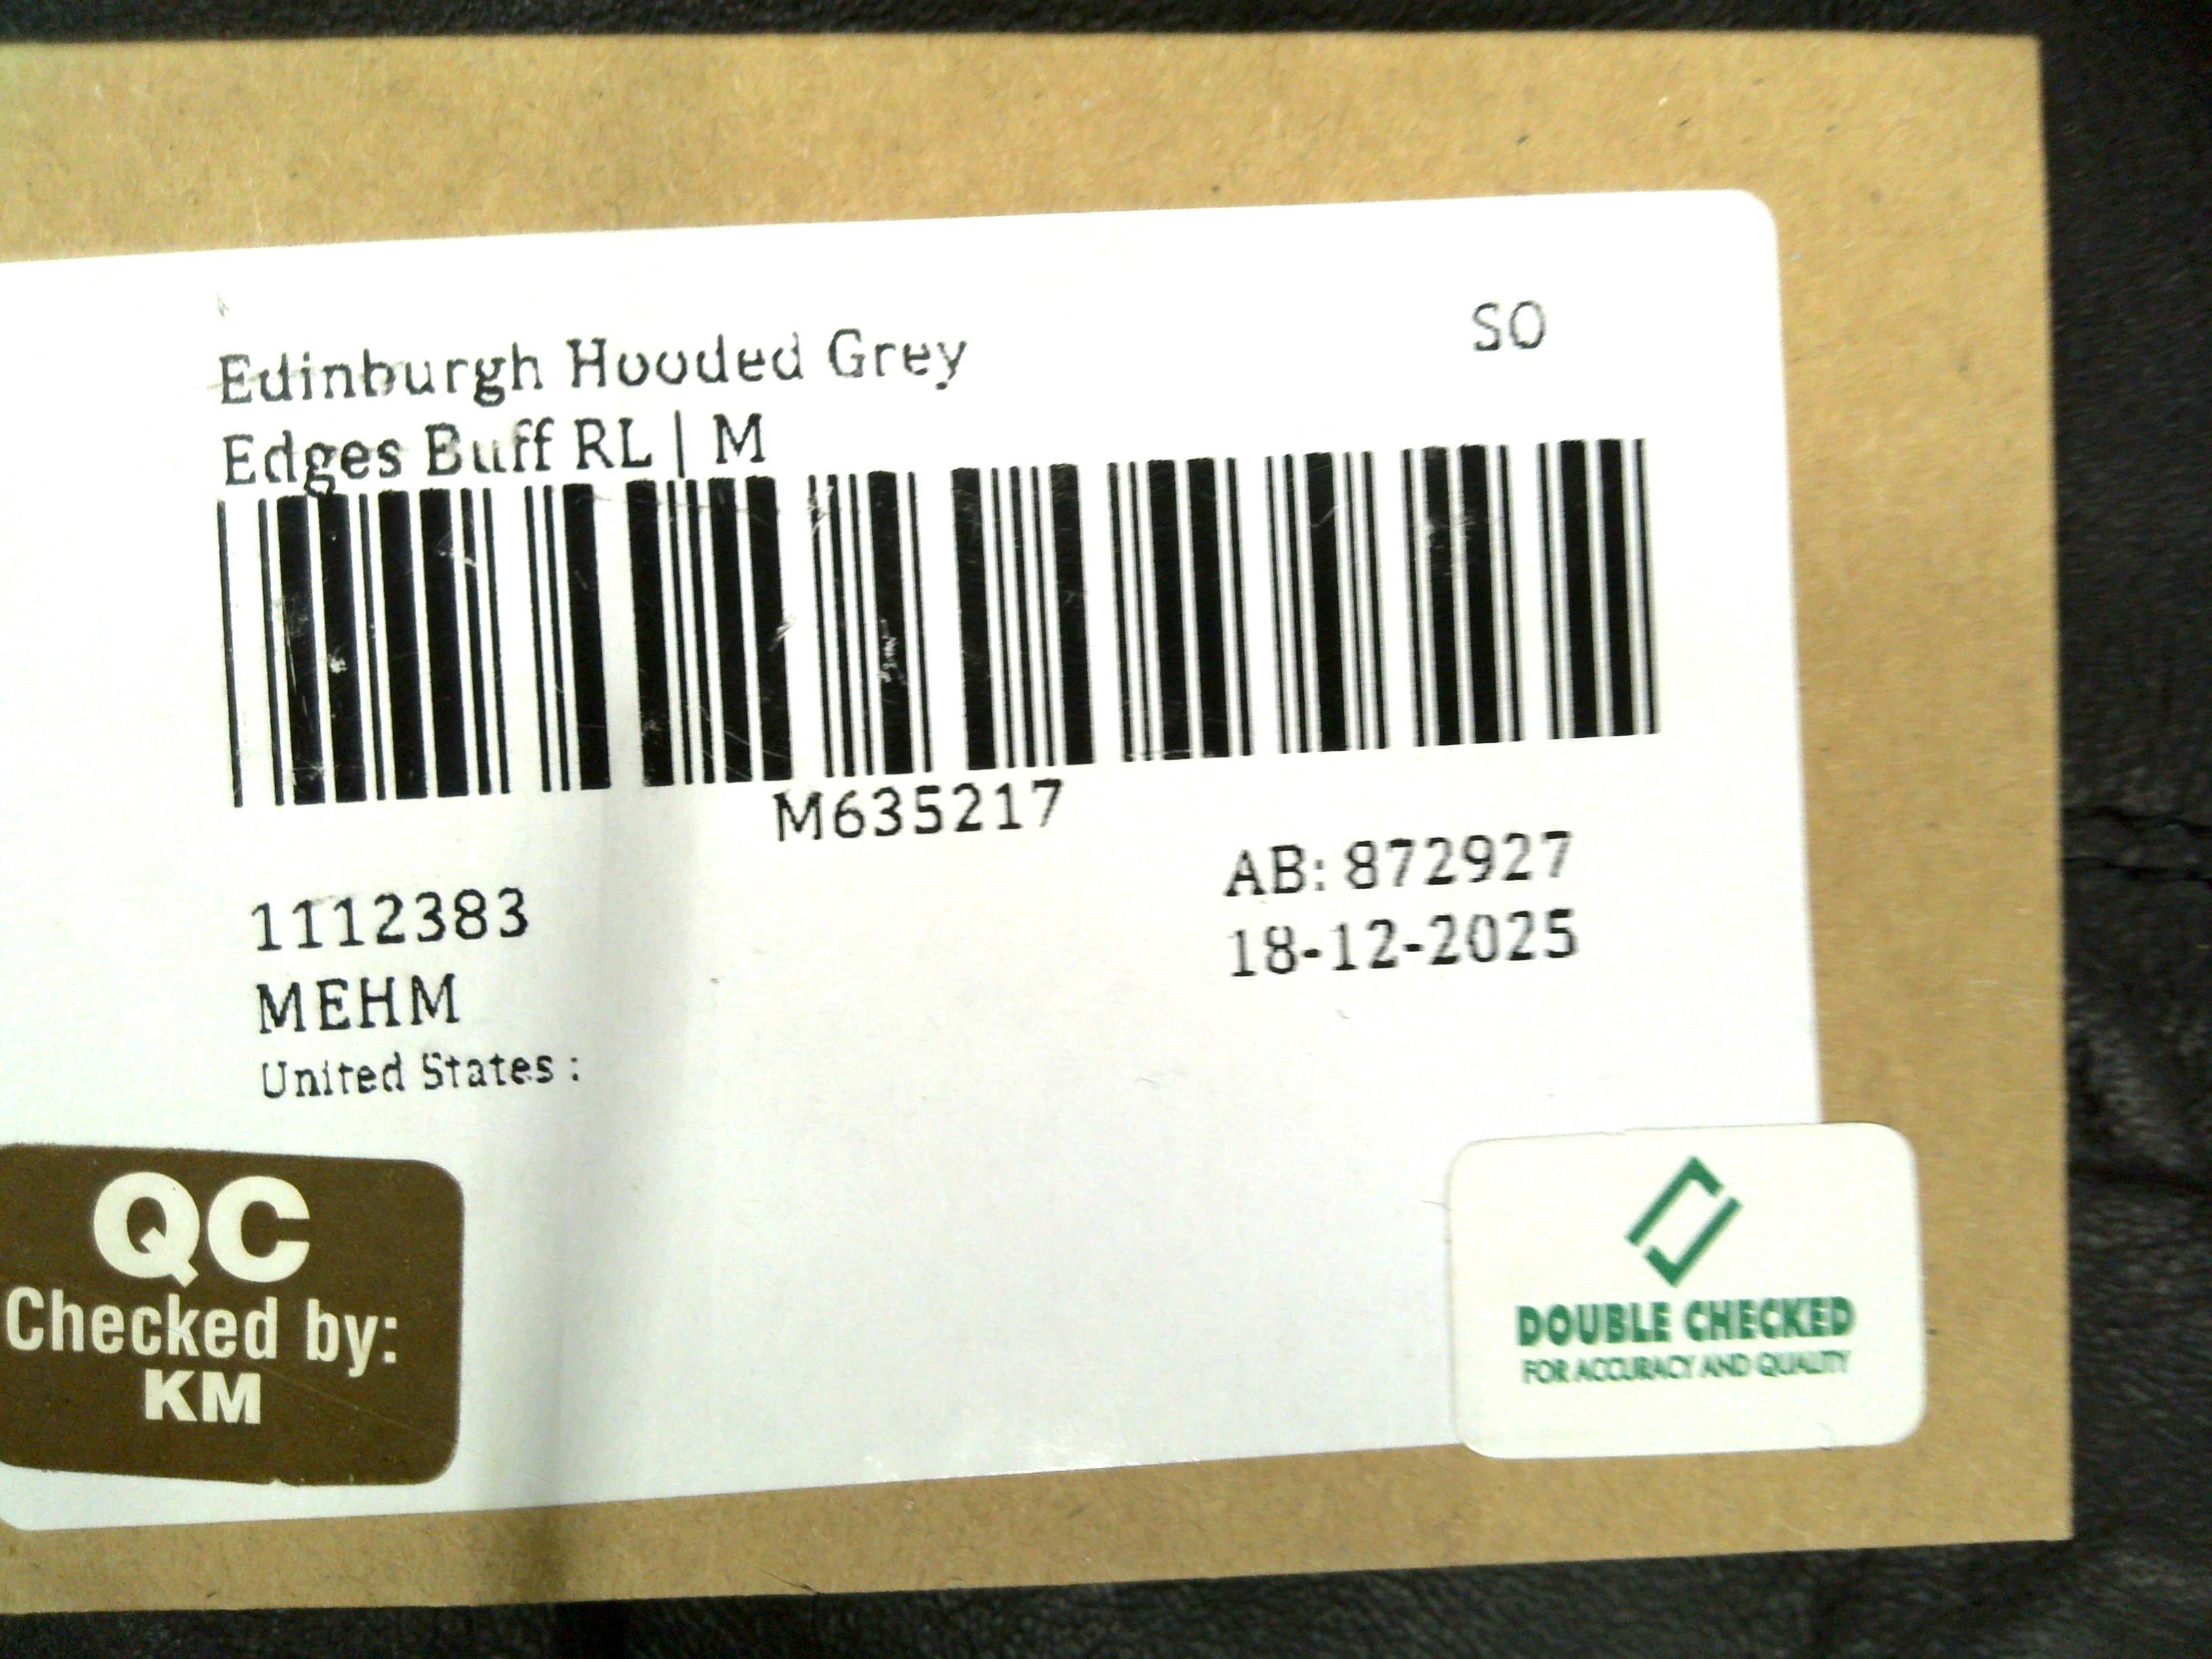 Edinburgh Hooded Grey
SO
Edges Buff RL | M
M635217
AB: 872927
1112383
18-12-2025
MEHM
United States :
QC
Checked by:
KM
DOUBLE CHECKED
FOR ACCURACY AND QUALITY